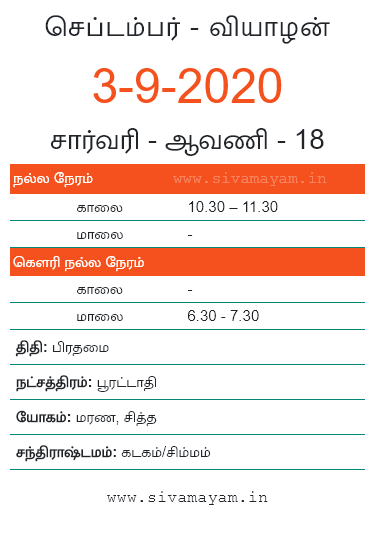 செப்டம்பர் - வியாழன்
3-9-2020
சார்வரி - ஆவணி - 18
நல்ல நேரம் www.sivamayam.in
காலை 10.30 – 11.30
மாலை -
கௌரி நல்ல நேரம்
காலை -
மாலை 6.30 - 7.30
திதி: பிரதமை
நட்சத்திரம்: பூரட்டாதி
யோகம்: மரண, சித்த
சந்திராஷ்டமம்: கடகம்/சிம்மம்
www.sivamayam.in